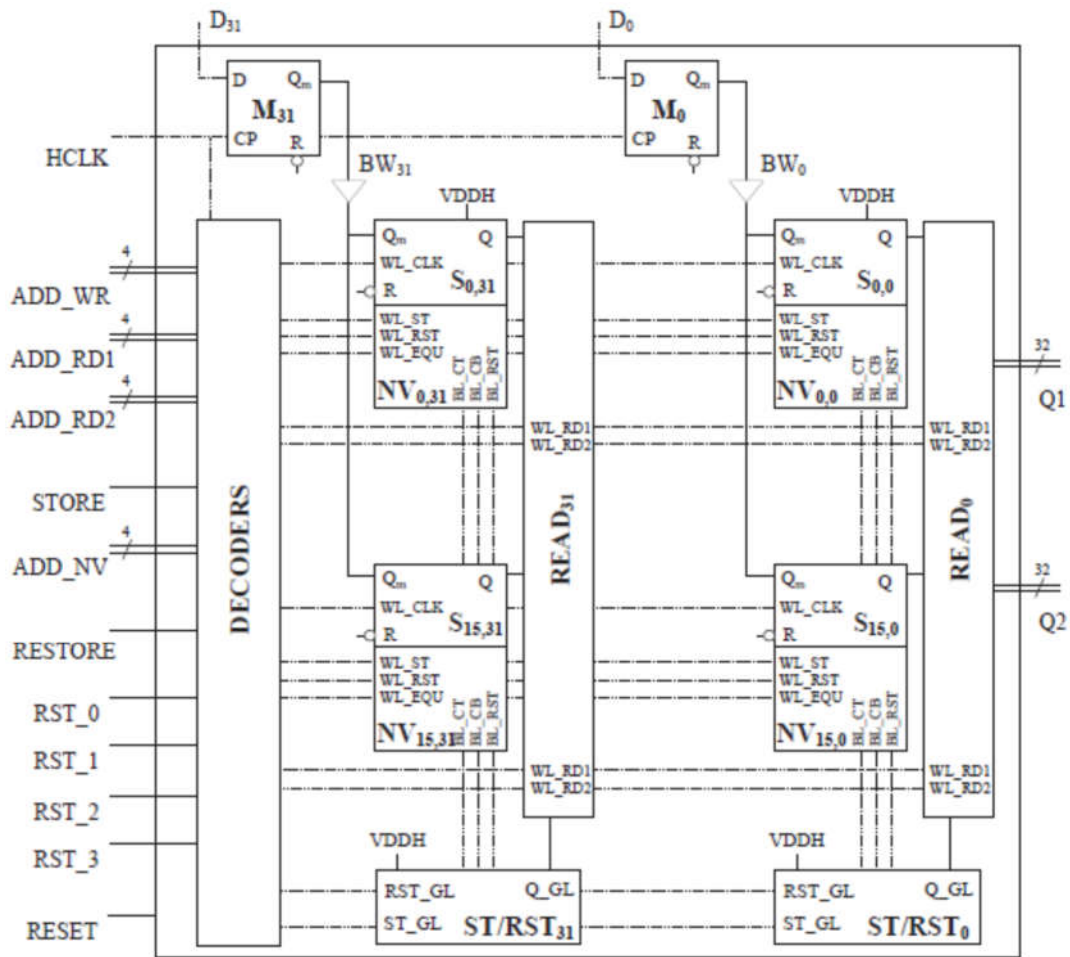 D31 D0
D Qm D Qm
M31 M0
CP R CP R
HCLK
BW31 BW0
VDDH VDDH
Qm Q Qm Q
4
WL_CLK WL_CLK
ADD_WR
S0,31 S0,0
R R
4
WL_ST WL_ST
WL_RST WL_RST
WL_EQU WL_EQU
ADD_RD1
32
BL_CT BL_CB BL_RST BL_CT BL_CB BL_RST
NV0,31 NV0,0
Q1
4
ADD_RD2
WL_RD1 WL_RD1
WL_RD2 WL_RD2
STORE
DECODERS
READ31 READ0
4
ADD_NV
32
Qm Q Qm Q
WL_CLK WL_CLK
Q2
S15,31 S15,0
R R
RESTORE
WL_ST WL_ST
WL_RST WL_RST
WL_EQU WL_EQU
RST_0
BL_CT BL_CB BL_RST BL_CT BL_CB BL_RST
NV15,31 NV15,0
RST_1
WL_RD1 WL_RD1
WL_RD2 WL_RD2
RST_2
VDDH VDDH
RST_3
RST_GL Q_GL RST_GL Q_GL
ST_GL ST/RST31 ST_GL ST/RST0
RESET